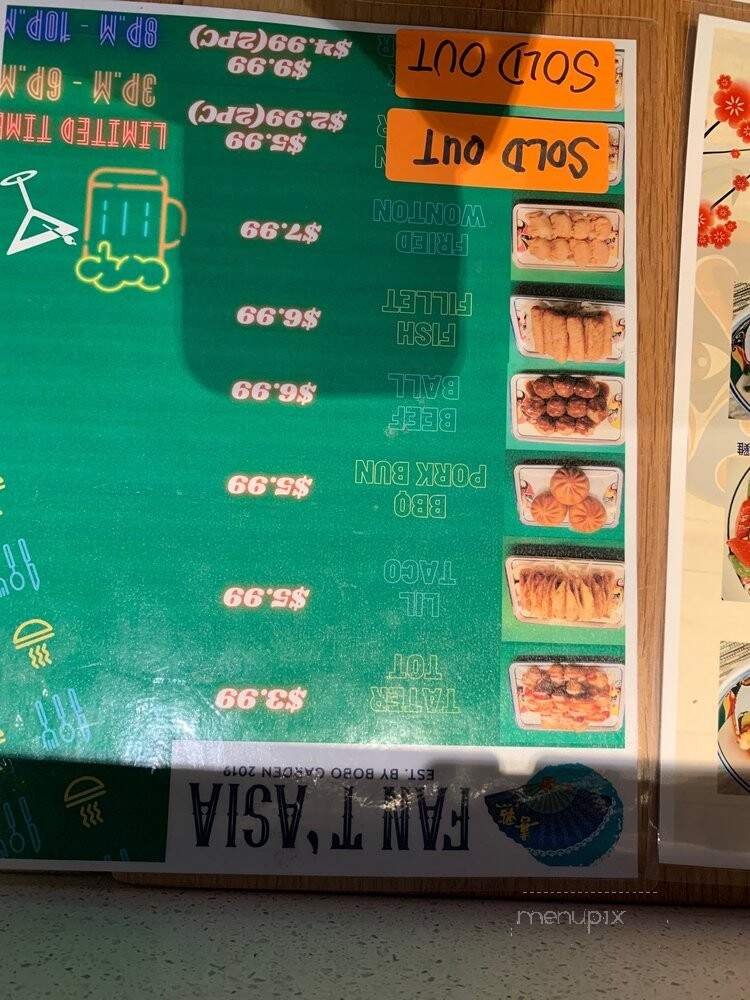 FAN T'ASIA
EST. BY BOBO GARDEN 2019
TATER
TOT
$3.99
LIL
TACO
$5.99
BBQ
PORK BUN
$5.99
BEEF
BALL
$6.99
FISH
FILLET
$6.99
FRIED
WONTON
$7.99
SOLD OUT
$5.99
$2.99(2PC)
SOLD OUT
$9.99
$4.99(2PC)
LIMITED TIME
3P.M - 6P.M
8P.M - 10P.M
menupix